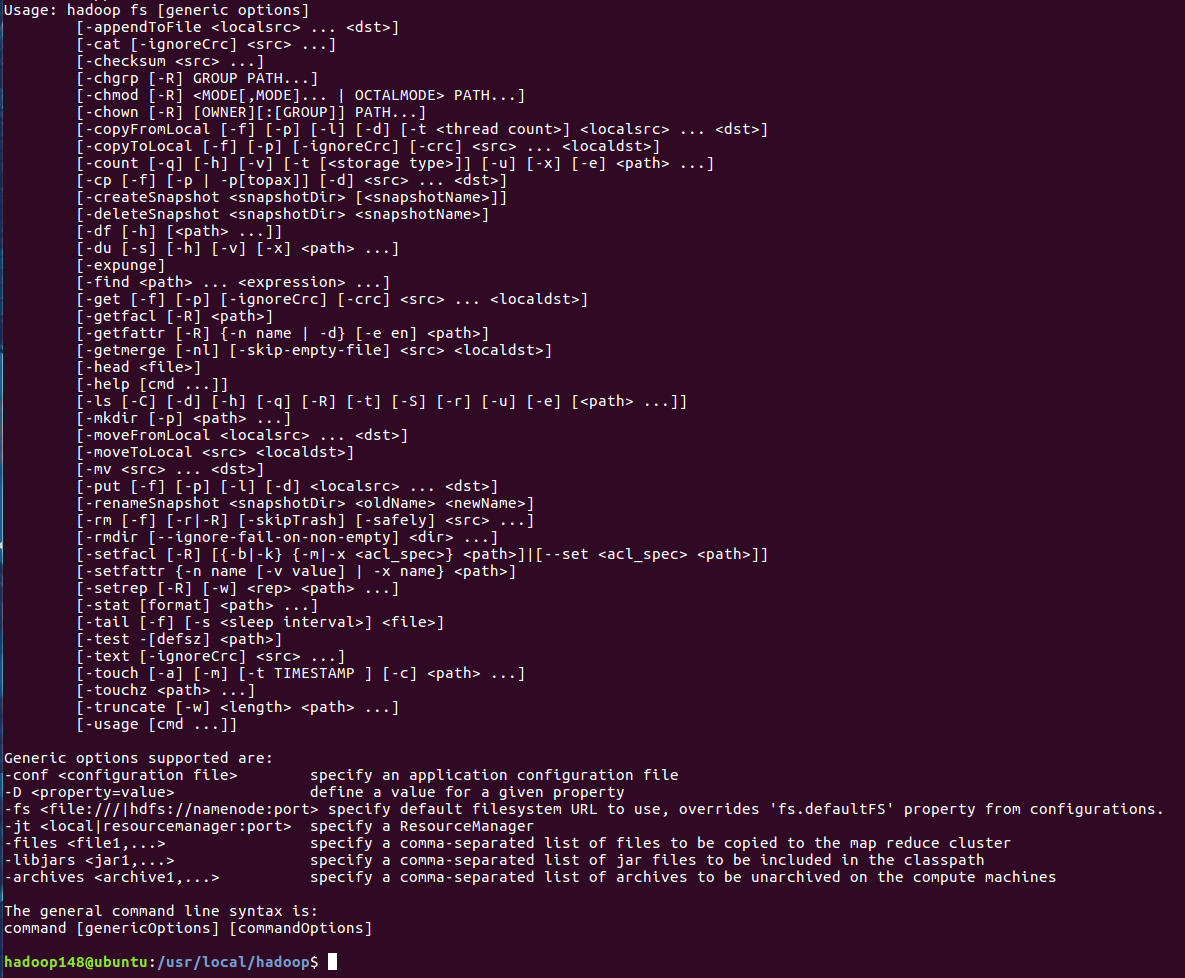 Usage: hadoop fs [generic options]
        [-appendToFile <localsrc> ... <dst>]
        [-cat [-ignoreCrc] <src> ...]
        [-checksum <src> ...]
        [-chgrp [-R] GROUP PATH...]
        [-chmod [-R] <MODE[,MODE]... | OCTALMODE> PATH...]
        [-chown [-R] [OWNER][:[GROUP]] PATH...]
        [-copyFromLocal [-f] [-p] [-l] [-d] [-t <thread count>] <localsrc> ... <dst>]
        [-copyToLocal [-f] [-p] [-ignoreCrc] [-crc] <src> ... <localdst>]
        [-count [-q] [-h] [-v] [-t [<storage type>]] [-u] [-x] [-e] <path> ...]
        [-cp [-f] [-p | -p[topax]] [-d] <src> ... <dst>]
        [-createSnapshot <snapshotDir> [<snapshotName>]]
        [-deleteSnapshot <snapshotDir> <snapshotName>]
        [-df [-h] [<path> ...]]
        [-du [-s] [-h] [-v] [-x] <path> ...]
        [-expunge]
        [-find <path> ... <expression> ...]
        [-get [-f] [-p] [-ignoreCrc] [-crc] <src> ... <localdst>]
        [-getfacl [-R] <path>]
        [-getfattr [-R] {-n name | -d} [-e en] <path>]
        [-getmerge [-nl] [-skip-empty-file] <src> <localdst>]
        [-head <file>]
        [-help [cmd ...]]
        [-ls [-C] [-d] [-h] [-q] [-R] [-t] [-S] [-r] [-u] [-e] [<path> ...]]
        [-mkdir [-p] <path> ...]
        [-moveFromLocal <localsrc> ... <dst>]
        [-moveToLocal <src> <localdst>]
        [-mv <src> ... <dst>]
        [-put [-f] [-p] [-l] [-d] <localsrc> ... <dst>]
        [-renameSnapshot <snapshotDir> <oldName> <newName>]
        [-rm [-f] [-r|-R] [-skipTrash] [-safely] <src> ...]
        [-rmdir [--ignore-fail-on-non-empty] <dir> ...]
        [-setfacl [-R] [{-b|-k} {-m|-x <acl_spec>} <path>]|[--set <acl_spec> <path>]]
        [-setfattr {-n name [-v value] | -x name} <path>]
        [-setrep [-R] [-w] <rep> <path> ...]
        [-stat [format] <path> ...]
        [-tail [-f] [-s <sleep interval>] <file>]
        [-test -[defsz] <path>]
        [-text [-ignoreCrc] <src> ...]
        [-touch [-a] [-m] [-t TIMESTAMP ] [-c] <path> ...]
        [-touchz <path> ...]
        [-truncate [-w] <length> <path> ...]
        [-usage [cmd ...]]

Generic options supported are:
-conf <configuration file>        specify an application configuration file
-D <property=value>               define a value for a given property
-fs <file:///|hdfs://namenode:port> specify default filesystem URL to use, overrides 'fs.defaultFS' property from configurations.
-jt <local|resourcemanager:port>  specify a ResourceManager
-files <file1,...>                specify a comma-separated list of files to be copied to the map reduce cluster
-libjars <jar1,...>               specify a comma-separated list of jar files to be included in the classpath
-archives <archive1,...>          specify a comma-separated list of archives to be unarchived on the compute machines

The general command line syntax is:
command [genericOptions] [commandOptions]

hadoop148@ubuntu:/usr/local/hadoop$